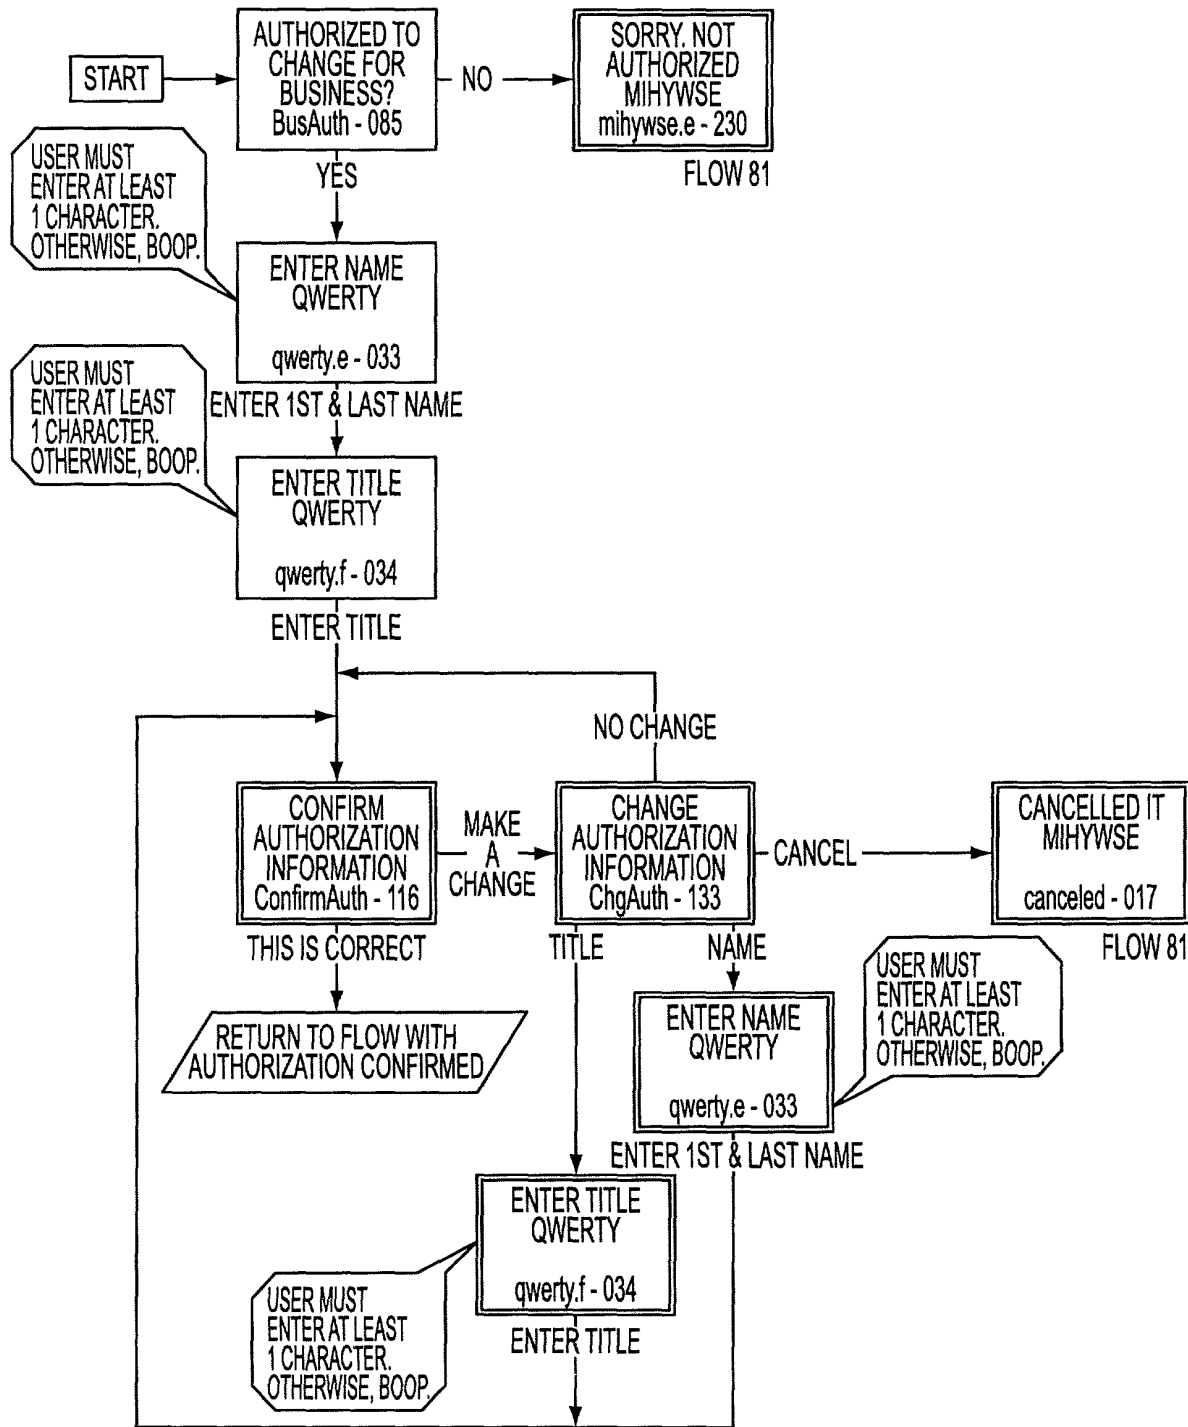 START
AUTHORIZED TO
CHANGE FOR
BUSINESS?
BusAuth - 085
NO
SORRY. NOT
AUTHORIZED
MIHYWSE
mihywse.e - 230
FLOW 81
YES
USER MUST
ENTER AT LEAST
1 CHARACTER.
OTHERWISE, BOOP.
ENTER NAME
QWERTY
qwerty.e - 033
ENTER 1ST & LAST NAME
USER MUST
ENTER AT LEAST
1 CHARACTER.
OTHERWISE, BOOP.
ENTER TITLE
QWERTY
qwerty.f - 034
ENTER TITLE
NO CHANGE
CONFIRM
AUTHORIZATION
INFORMATION
ConfirmAuth - 116
MAKE
A
CHANGE
CHANGE
AUTHORIZATION
INFORMATION
ChgAuth - 133
CANCEL
CANCELLED IT
MIHYWSE
canceled - 017
FLOW 81
THIS IS CORRECT
TITLE
NAME
RETURN TO FLOW WITH
AUTHORIZATION CONFIRMED
ENTER NAME
QWERTY
qwerty.e - 033
USER MUST
ENTER AT LEAST
1 CHARACTER.
OTHERWISE, BOOP.
ENTER 1ST & LAST NAME
ENTER TITLE
QWERTY
qwerty.f - 034
USER MUST
ENTER AT LEAST
1 CHARACTER.
OTHERWISE, BOOP.
ENTER TITLE